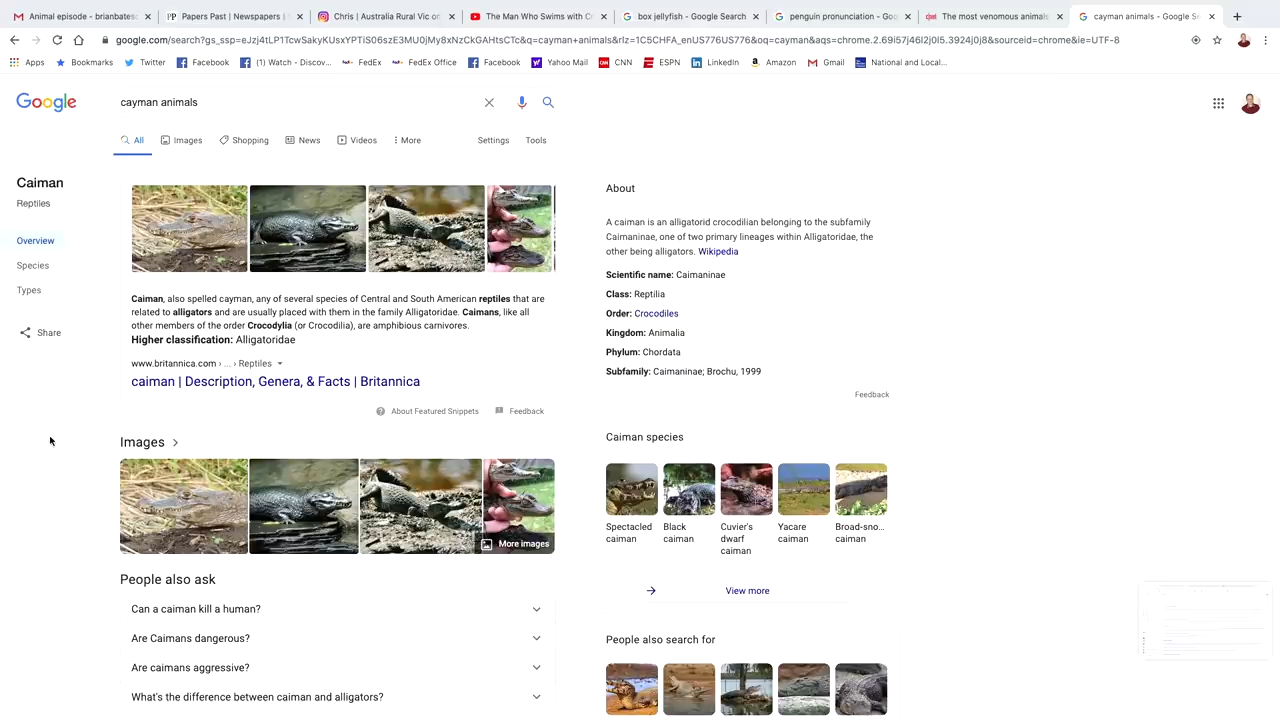 Animal episode - brianbatesc
Papers Past | Newspapers |
Chris | Australia Rural Vic on
The Man Who Swims with Cr
box jellyfish - Google Search
penguin pronunciation - Goo
The most venomous animals
cayman animals - Google Se
google.com/search?gs_ssp=eJzj4tLP1TcwSakyKUsxYPTiS06szE3MU0jMy8xNzCkGAHtsCTc&q=cayman+animals&rlz=1C5CHFA_enUS776US776&oq=cayman&aqs=chrome.2.69i57j46l2j0l5.3924j0j8&sourceid=chrome&ie=UTF-8
Apps
Bookmarks
Twitter
Facebook
(1) Watch - Discov...
FedEx
FedEx Office
Facebook
Yahoo Mail
CNN
ESPN
LinkedIn
Amazon
Gmail
National and Local...
Google
cayman animals
All
Images
Shopping
News
Videos
More
Settings
Tools
Caiman
Reptiles
Overview
Species
Types
Share
Caiman, also spelled cayman, any of several species of Central and South American reptiles that are
related to alligators and are usually placed with them in the family Alligatoridae. Caimans, like all
other members of the order Crocodylia (or Crocodilia), are amphibious carnivores.
Higher classification: Alligatoridae
www.britannica.com › ... › Reptiles
caiman | Description, Genera, & Facts | Britannica
About Featured Snippets
Feedback
Images
More images
People also ask
Can a caiman kill a human?
Are Caimans dangerous?
Are caimans aggressive?
What's the difference between caiman and alligators?
About
A caiman is an alligatorid crocodilian belonging to the subfamily
Caimaninae, one of two primary lineages within Alligatoridae, the
other being alligators. Wikipedia
Scientific name: Caimaninae
Class: Reptilia
Order: Crocodiles
Kingdom: Animalia
Phylum: Chordata
Subfamily: Caimaninae; Brochu, 1999
Feedback
Caiman species
Spectacled
caiman
Black
caiman
Cuvier's
dwarf
caiman
Yacare
caiman
Broad-sno...
caiman
View more
People also search for